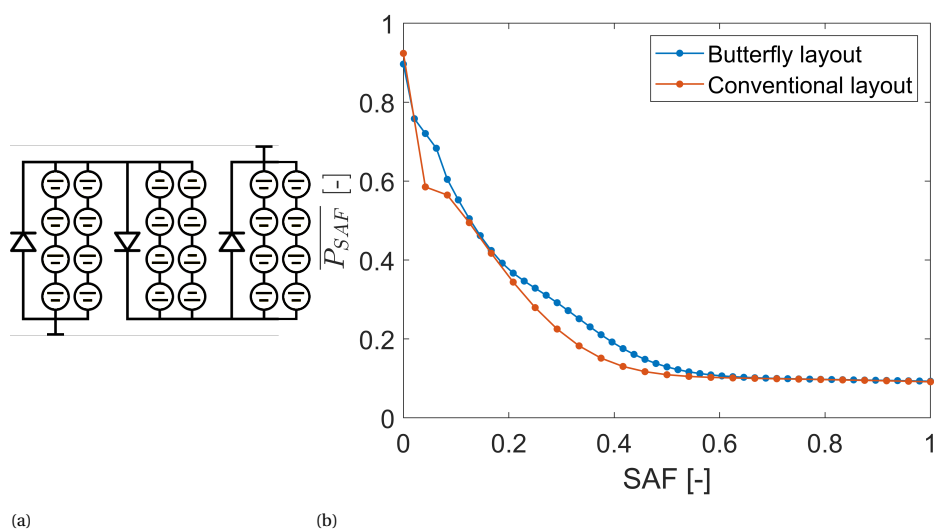 1
0.8
0.6
0.4
0.2
0
0 0.2 0.4 0.6 0.8 1
P_SAF [-]
SAF [-]
Butterfly layout
Conventional layout
(a) (b)